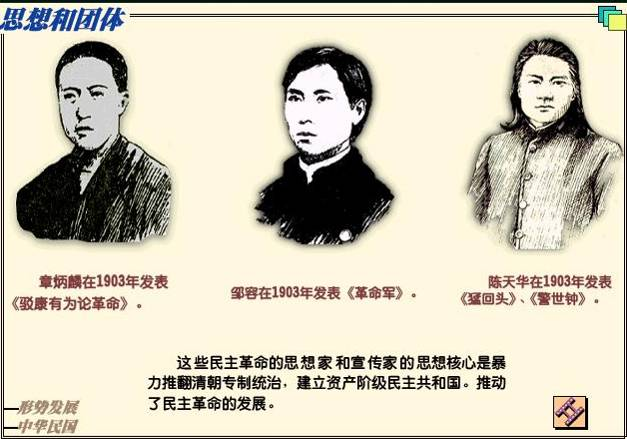 思想和团体
章炳麟在1903年发表
《驳康有为论革命》。
邹容在1903年发表《革命军》。
陈天华在1903年发表
《猛回头》、《警世钟》。
这些民主革命的思想家和宣传家的思想核心是暴
力推翻清朝专制统治，建立资产阶级民主共和国。推动
了民主革命的发展。
形势发展
中华民国